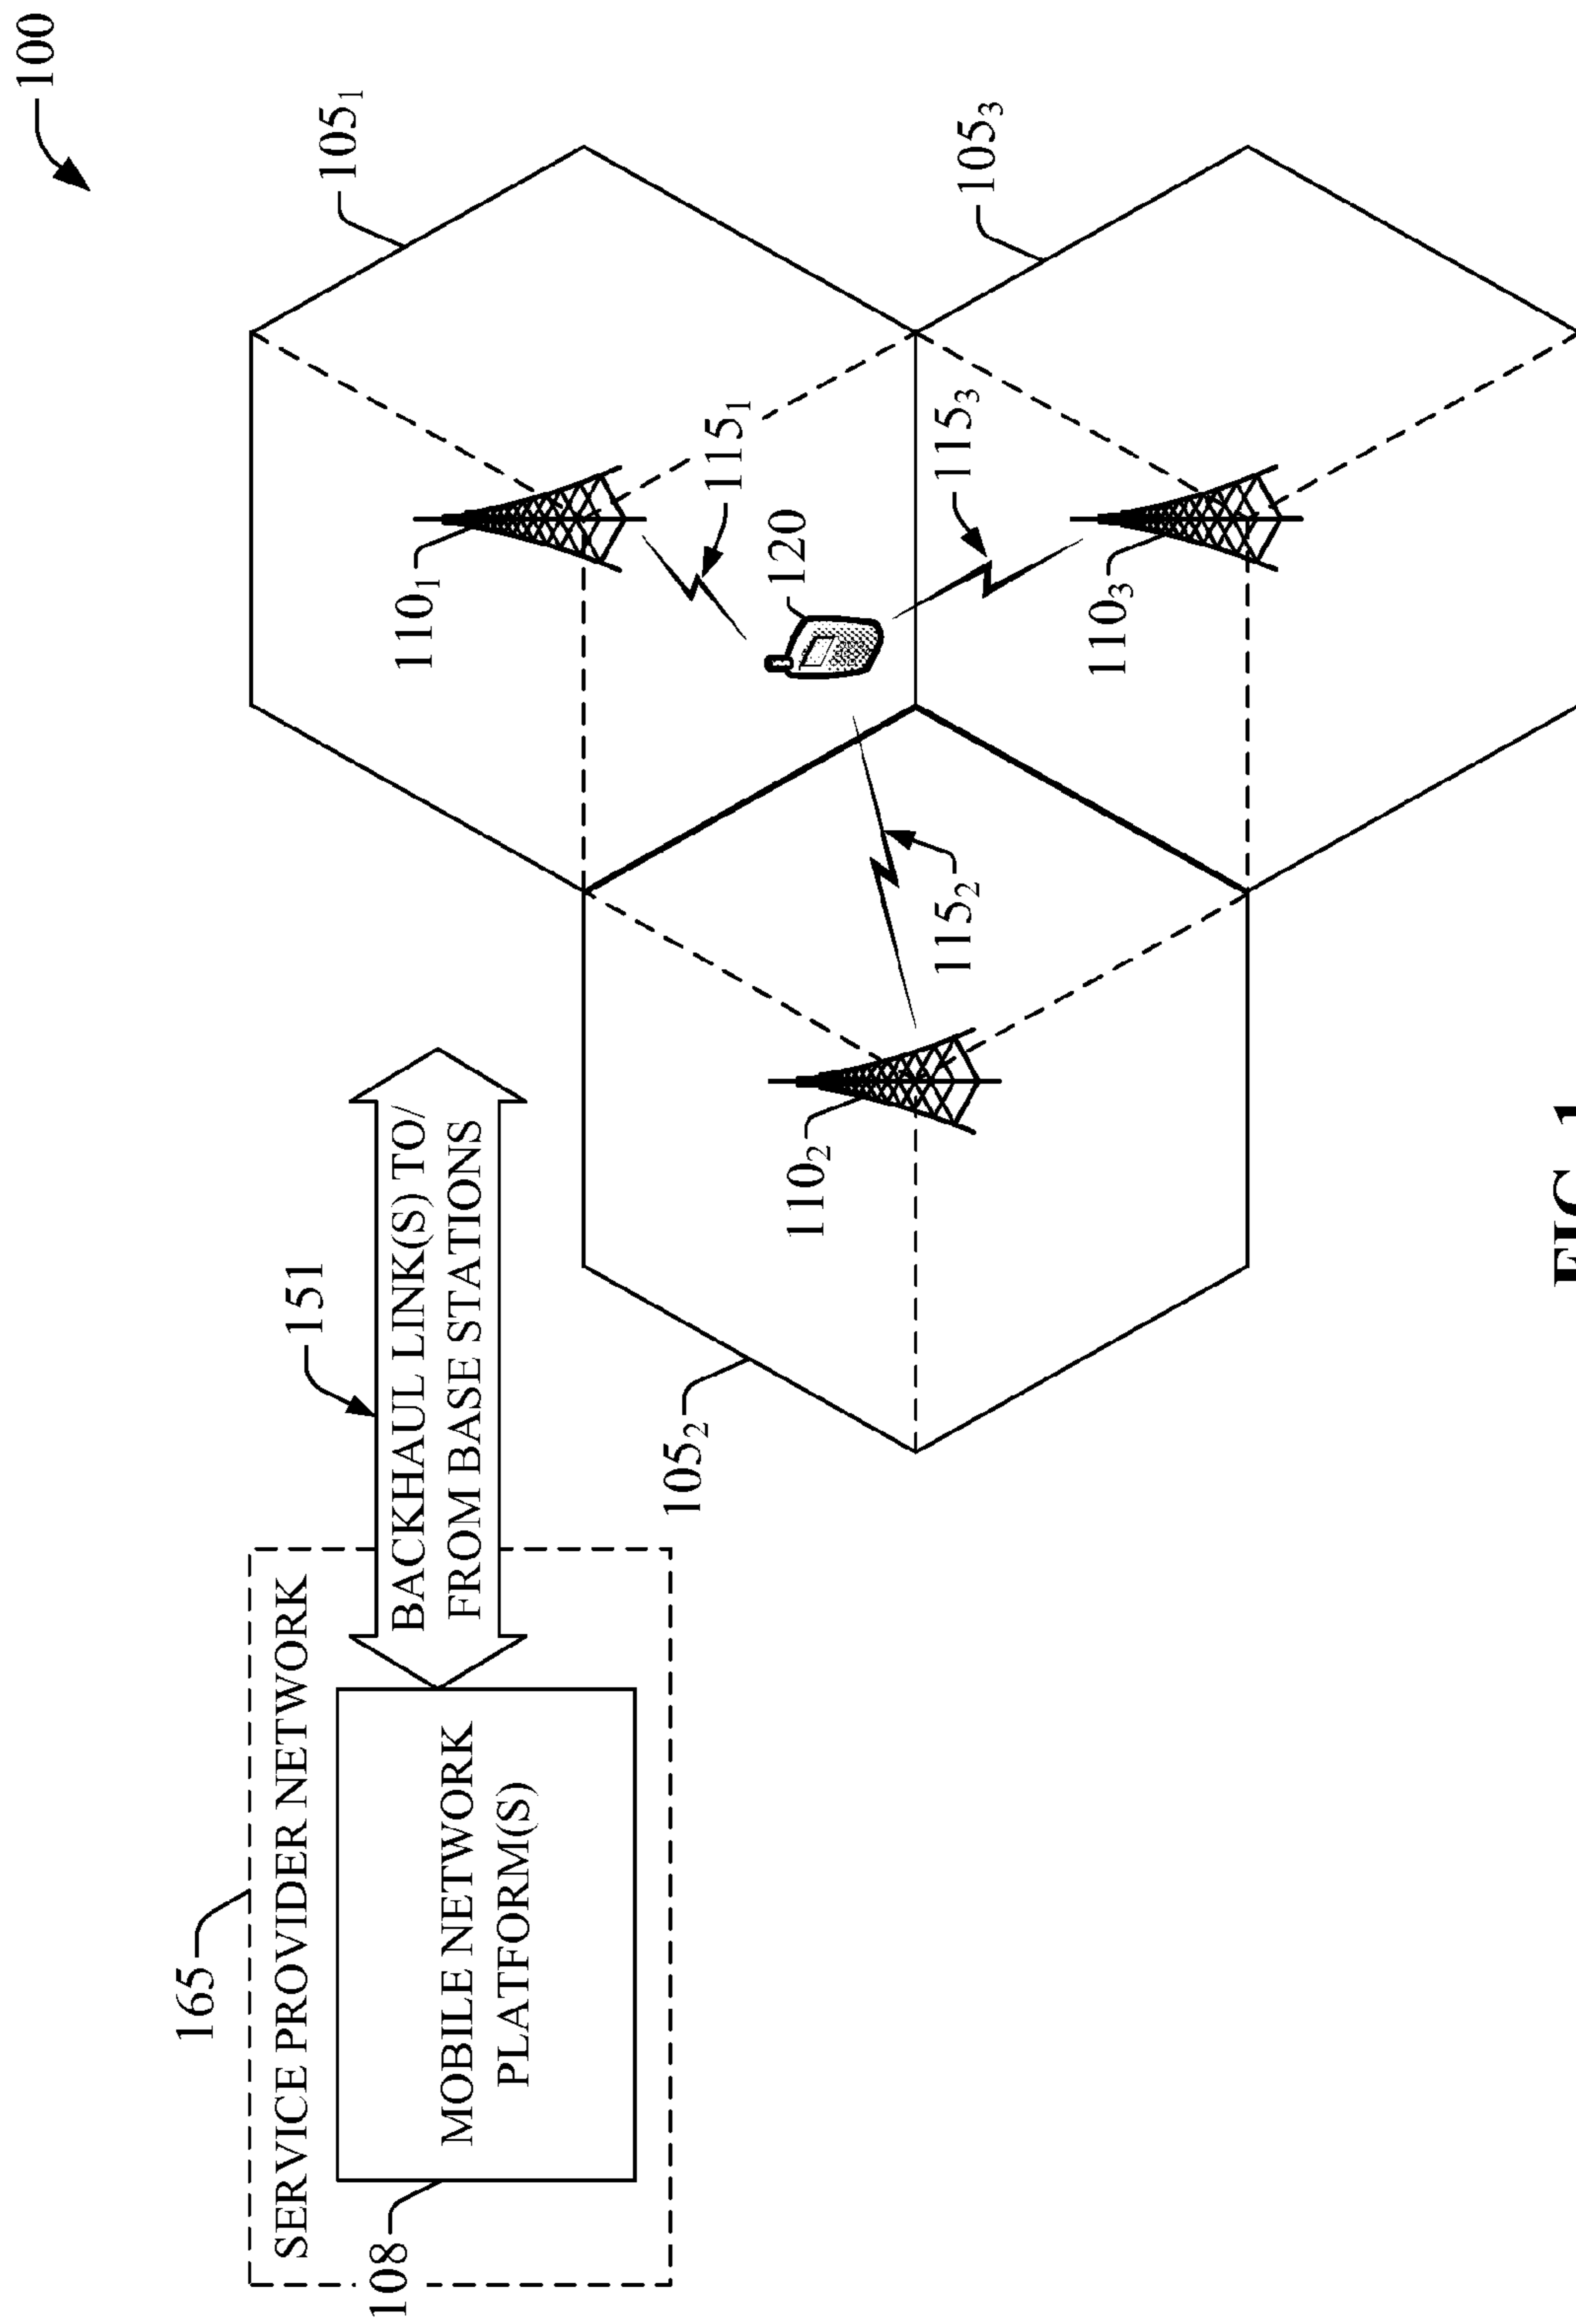 100
165
SERVICE PROVIDER NETWORK
108
MOBILE NETWORK
PLATFORM(S)
151
BACKHAUL LINK(S) TO/
FROM BASE STATIONS
105₁
110₁
115₁
120
105₂
110₂
115₂
115₃
105₃
110₃